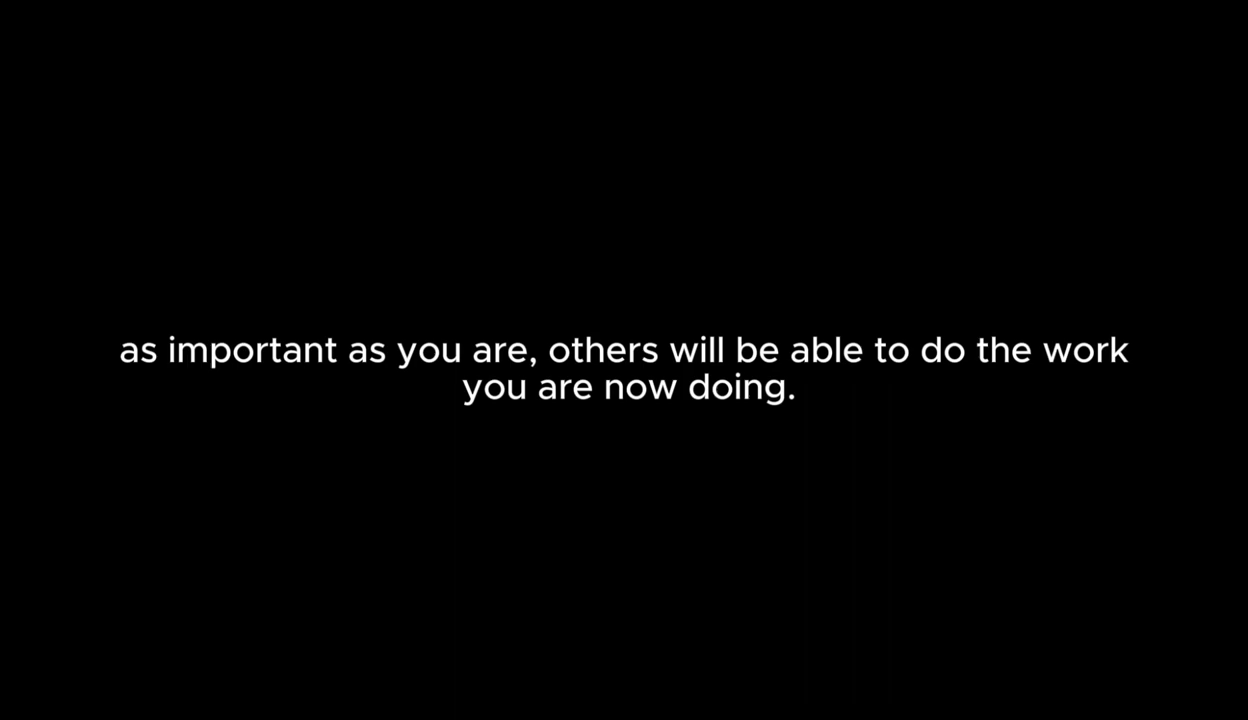 as important as you are, others will be able to do the work
you are now doing.